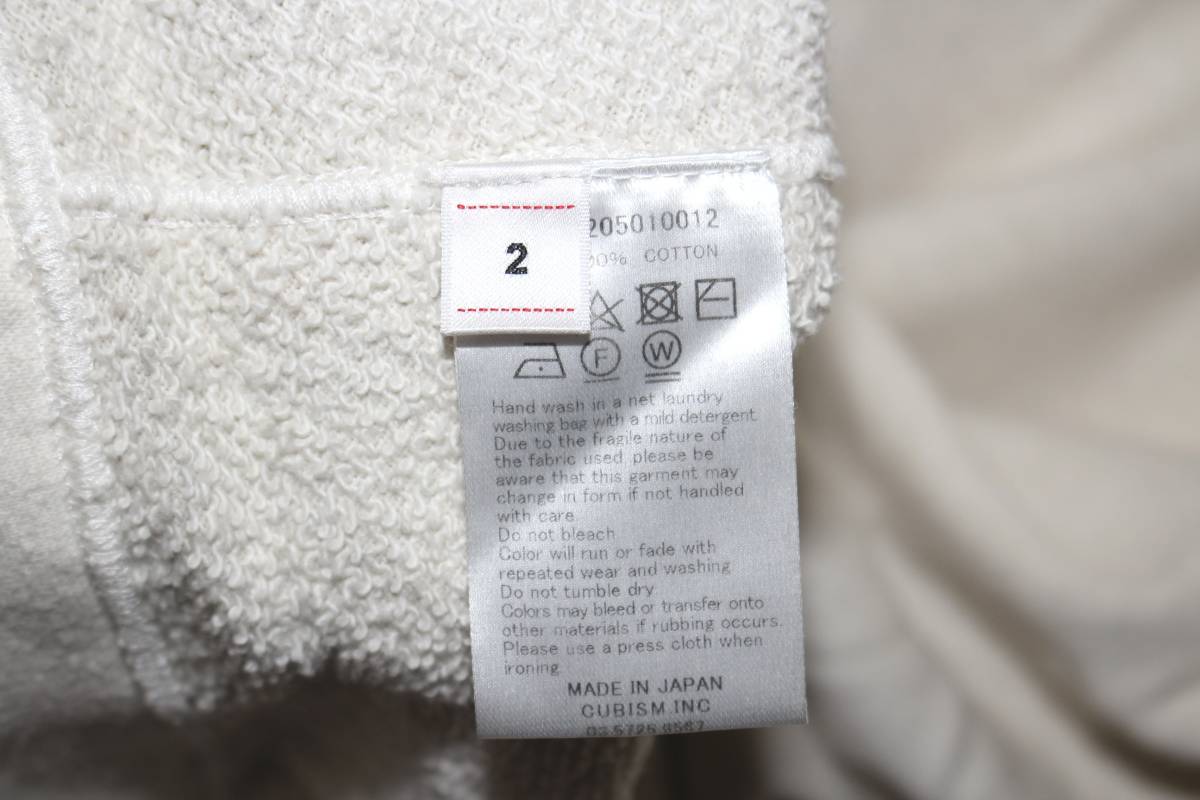 2
205010012
00% COTTON
F W
Hand wash in a net laundry
washing bag with a mild detergent.
Due to the fragile nature of
the fabric used, please be
aware that this garment may
change in form if not handled
with care.
Do not bleach
Color will run or fade with
repeated wear and washing
Do not tumble dry
Colors may bleed or transfer onto
other materials if rubbing occurs.
Please use a press cloth when
ironing.
MADE IN JAPAN
CUBISM INC